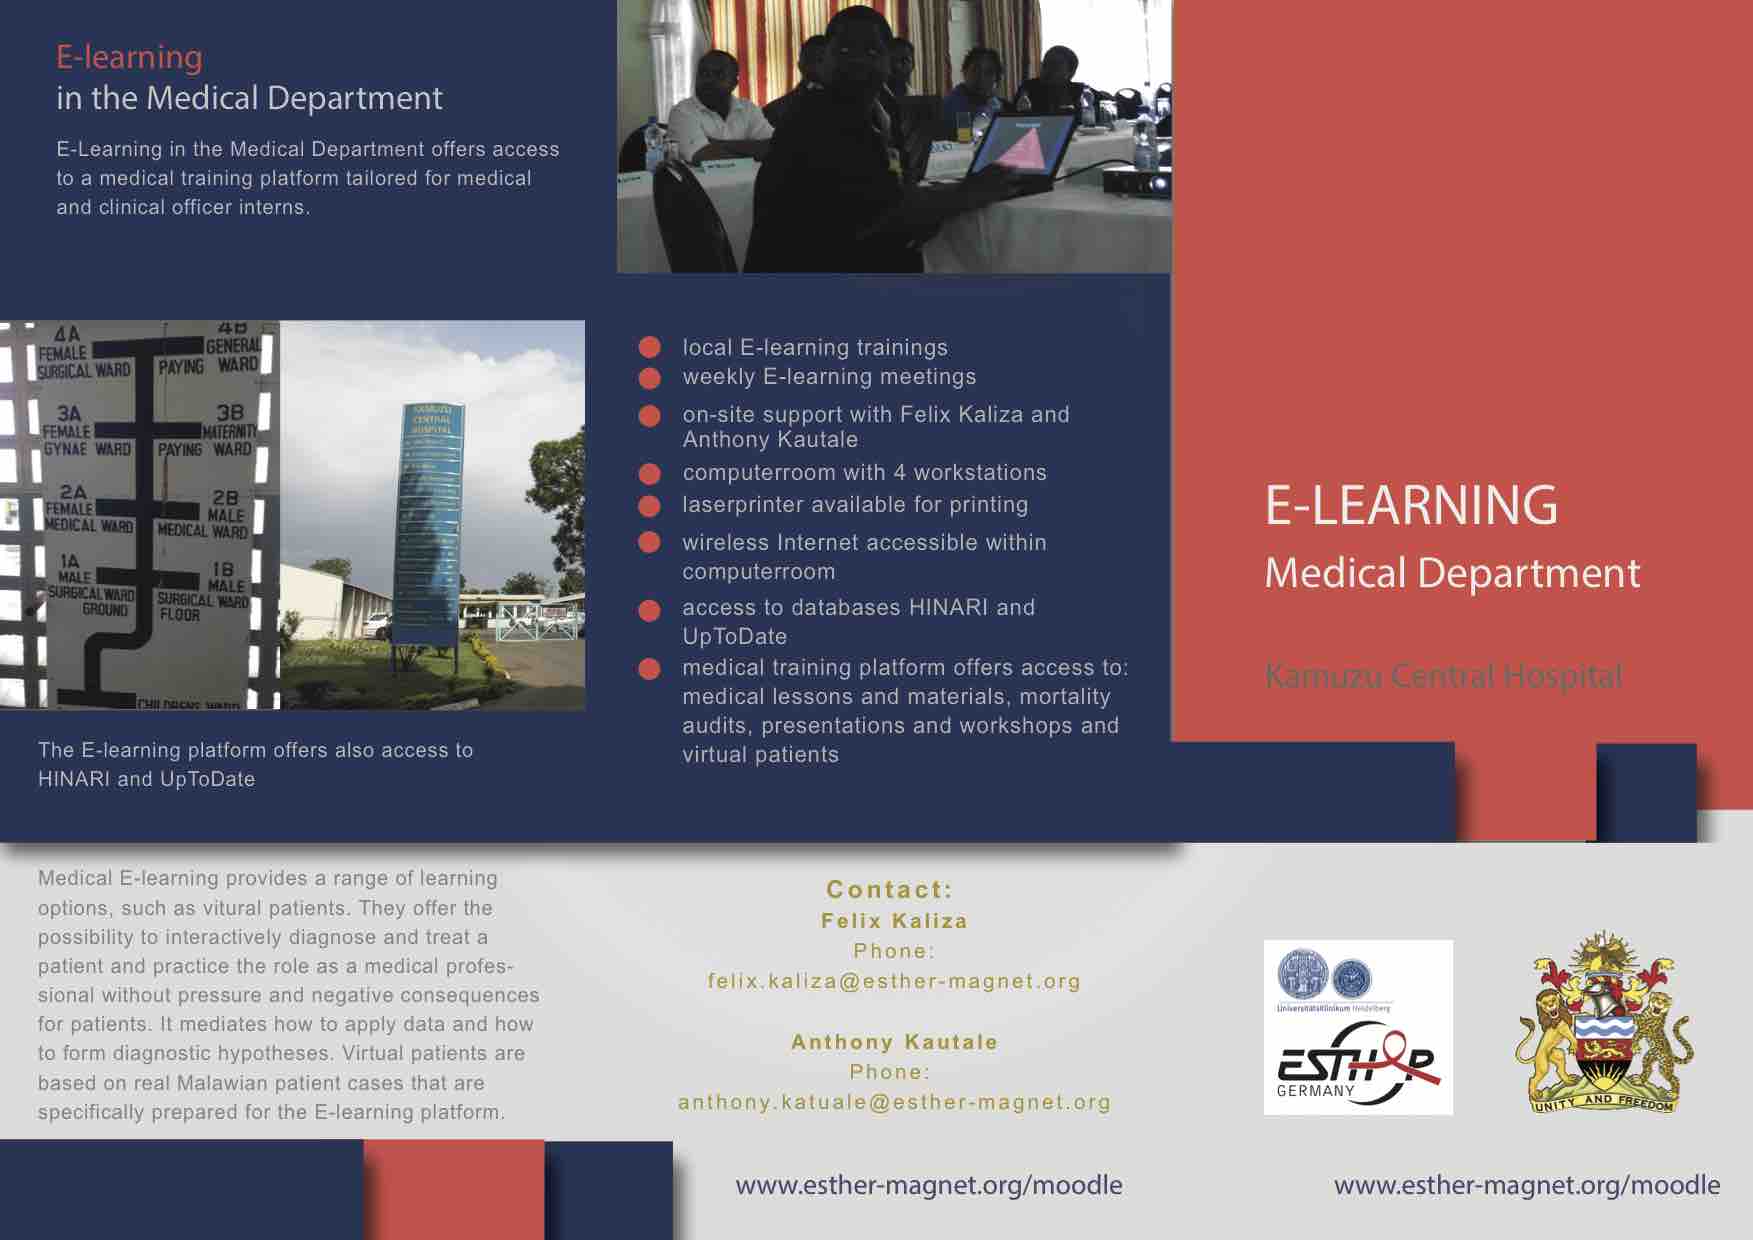 E-learning
in the Medical Department
E-Learning in the Medical Department offers access
to a medical training platform tailored for medical
and clinical officer interns.
4A
FEMALE
SURGICAL WARD
4B
GENERAL
PAYING WARD
3A
FEMALE
GYNAE WARD
3B
MATERNITY
PAYING WARD
2A
FEMALE
MEDICAL WARD
2B
MALE
MEDICAL WARD
1A
MALE
SURGICAL WARD
GROUND
1B
MALE
SURGICAL WARD
FLOOR
CHILDRENS WARD
KAMUZU
CENTRAL
HOSPITAL
The E-learning platform offers also access to
HINARI and UpToDate
Medical E-learning provides a range of learning
options, such as vitural patients. They offer the
possibility to interactively diagnose and treat a
patient and practice the role as a medical profes-
sional without pressure and negative consequences
for patients. It mediates how to apply data and how
to form diagnostic hypotheses. Virtual patients are
based on real Malawian patient cases that are
specifically prepared for the E-learning platform.
local E-learning trainings
weekly E-learning meetings
on-site support with Felix Kaliza and
Anthony Kautale
computerroom with 4 workstations
laserprinter available for printing
wireless Internet accessible within
computerroom
access to databases HINARI and
UpToDate
medical training platform offers access to:
medical lessons and materials, mortality
audits, presentations and workshops and
virtual patients
Contact:
Felix Kaliza
Phone:
felix.kaliza@esther-magnet.org
Anthony Kautale
Phone:
anthony.katuale@esther-magnet.org
www.esther-magnet.org/moodle
E-LEARNING
Medical Department
Kamuzu Central Hospital
Universitätsklinikum Heidelberg
ESTHER
GERMANY
UNITY AND FREEDOM
www.esther-magnet.org/moodle